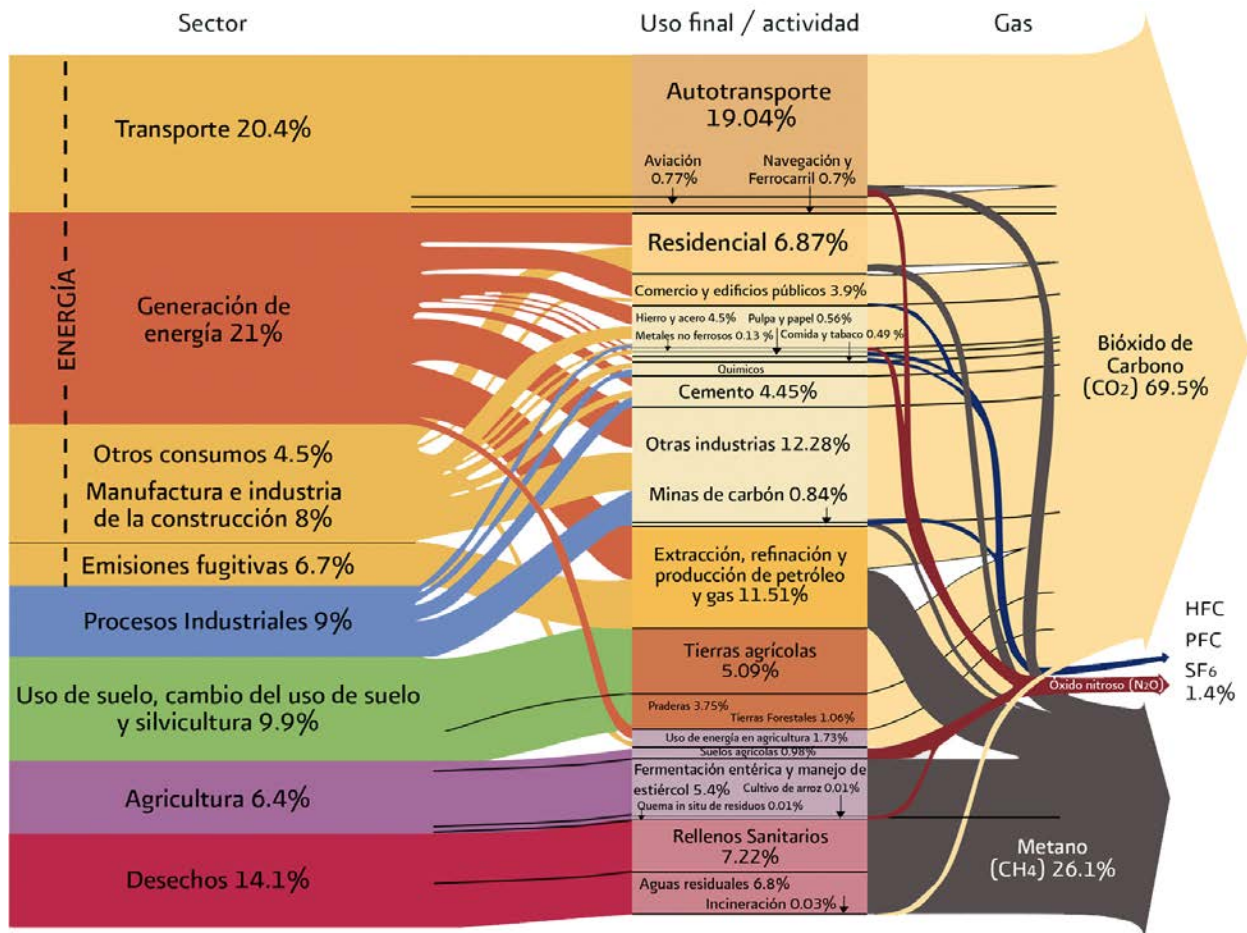 Sector
Uso final / actividad
Gas
ENERGÍA
Transporte 20.4%
Generación de
energía 21%
Otros consumos 4.5%
Manufactura e industria
de la construcción 8%
Emisiones fugitivas 6.7%
Procesos Industriales 9%
Uso de suelo, cambio del uso de suelo
y silvicultura 9.9%
Agricultura 6.4%
Desechos 14.1%
Autotransporte
19.04%
Aviación
0.77%
Navegación y
Ferrocarril 0.7%
Residencial 6.87%
Comercio y edificios públicos 3.9%
Hierro y acero 4.5%
Pulpa y papel 0.56%
Metales no ferrosos 0.13 %
Comida y tabaco 0.49 %
Quimicos
Cemento 4.45%
Otras industrias 12.28%
Minas de carbón 0.84%
Extracción, refinación y
producción de petróleo
y gas 11.51%
Tierras agrícolas
5.09%
Praderas 3.75%
Tierras Forestales 1.06%
Uso de energía en agricultura 1.73%
Suelos agrícolas 0.98%
Fermentación entérica y manejo de
estiércol 5.4%
Cultivo de arroz 0.01%
Quema in situ de residuos 0.01%
Rellenos Sanitarios
7.22%
Aguas residuales 6.8%
Incineración 0.03%
Bióxido de
Carbono
(CO2) 69.5%
HFC
PFC
SF6
1.4%
Óxido nitroso (N2O)
Metano
(CH4) 26.1%